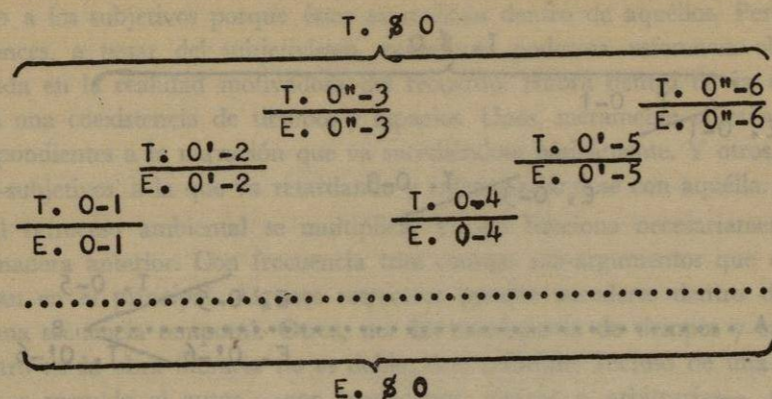 T. $ 0
T. 0"-3
E. 0"-3
T. 0"-6
E. 0"-6
T. 0'-2
E. 0'-2
T. 0'-5
E. 0'-5
T. 0-1
E. 0-1
T. 0-4
E. 0-4
E. $ 0